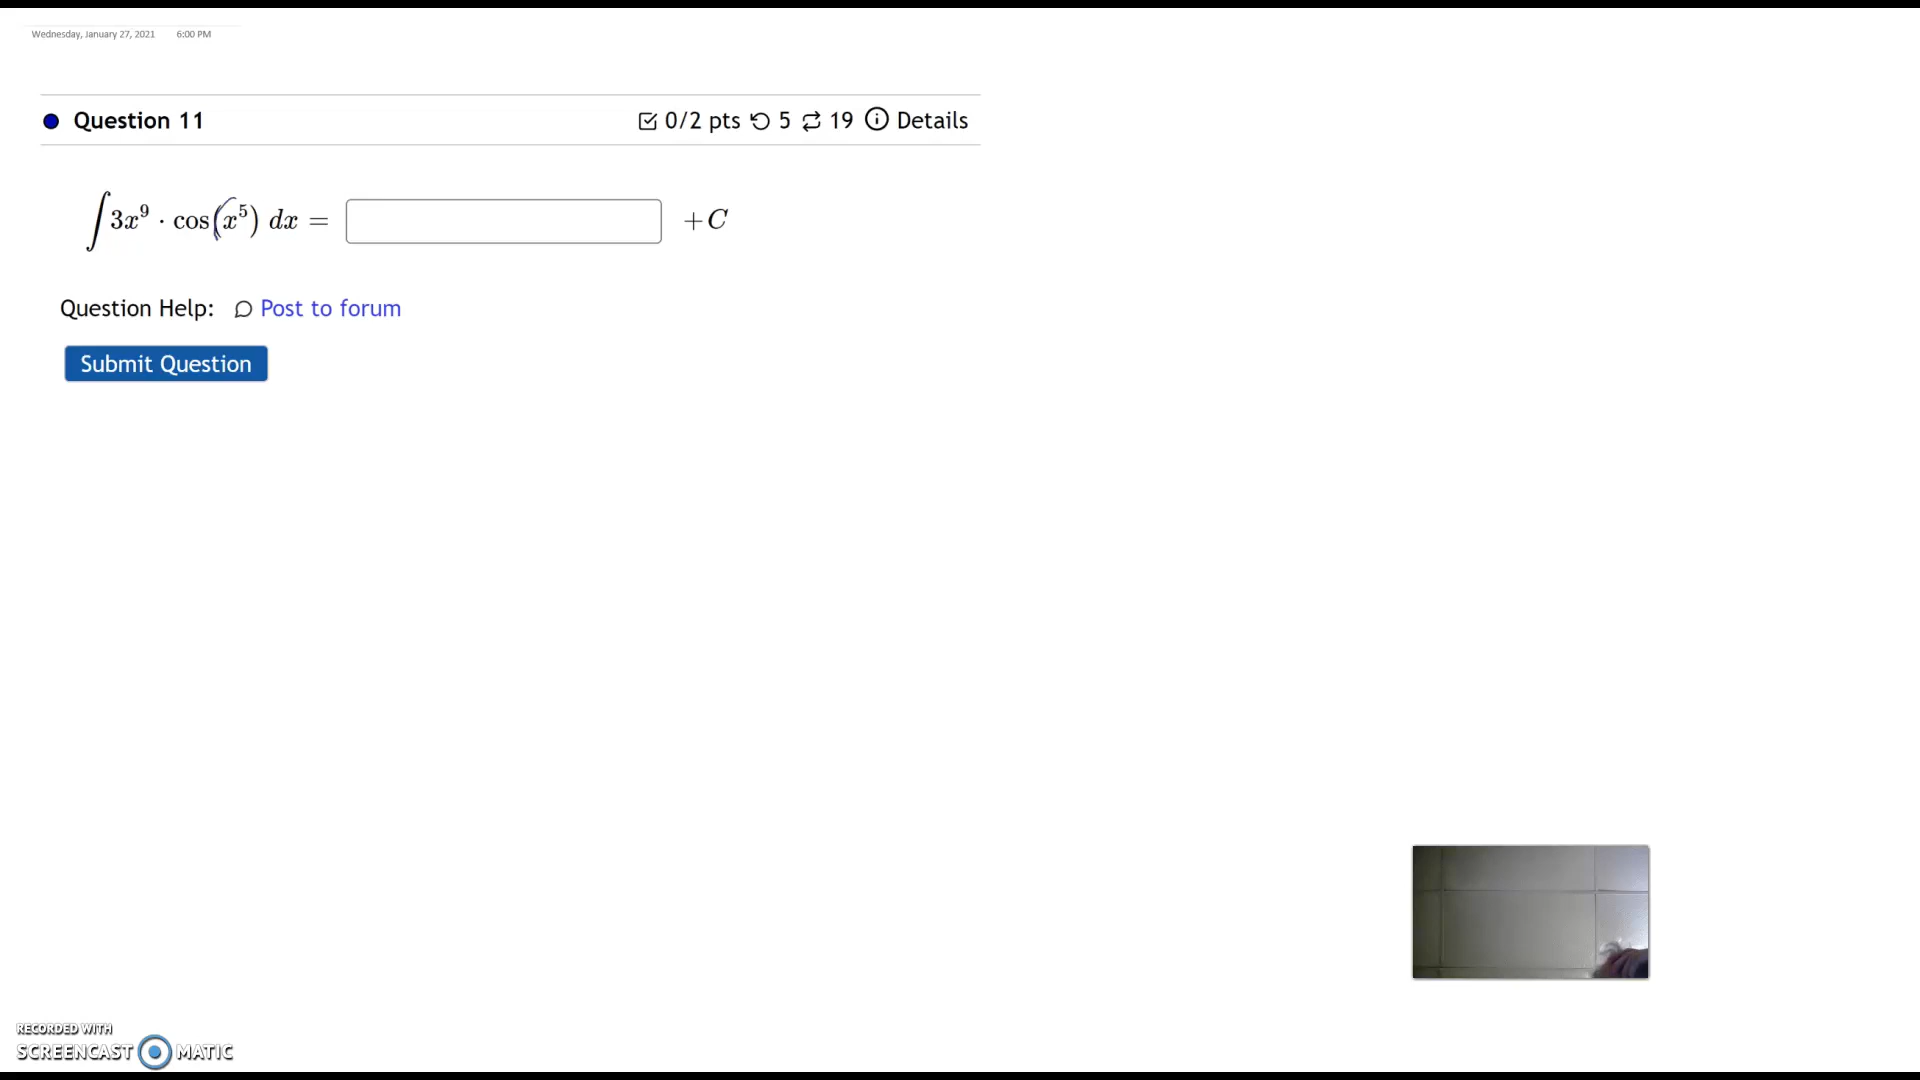 Wednesday, January 27, 2021 6:00 PM
Question 11 0/2 pts 5 19 Details
∫ 3x⁹ · cos(x⁵) dx = + C
Question Help: Post to forum
Submit Question
RECORDED WITH
SCREENCAST MATIC